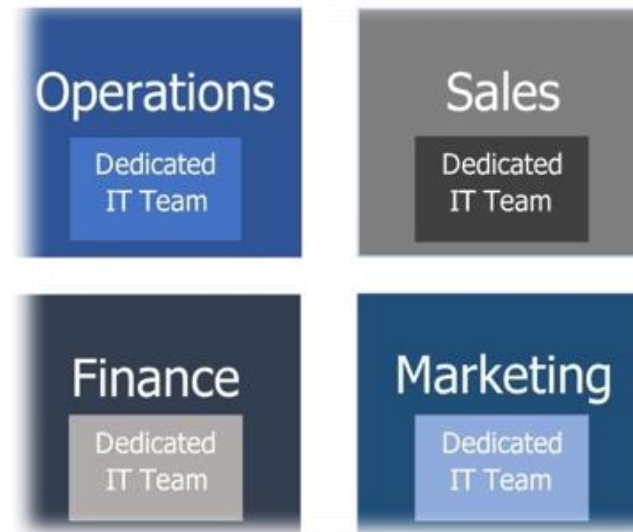 Operations
Dedicated
IT Team
Sales
Dedicated
IT Team
Finance
Dedicated
IT Team
Marketing
Dedicated
IT Team